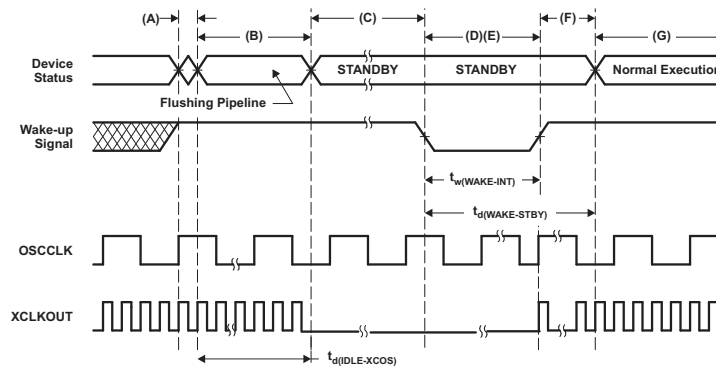 (A)
(B)
(C)
(D)(E)
(F)
(G)
Device
Status
STANDBY
STANDBY
Normal Execution
Flushing Pipeline
Wake-up
Signal
tw(WAKE-INT)
td(WAKE-STBY)
OSCCLK
XCLKOUT
td(IDLE-XCOS)